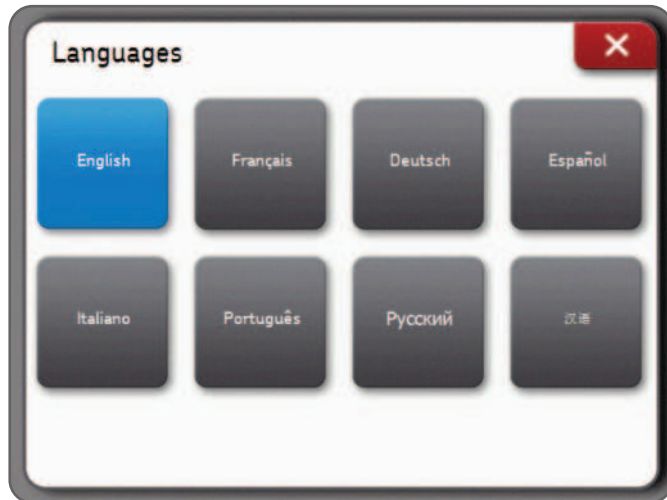 Languages
English
Français
Deutsch
Español
Italiano
Português
Русский
汉语